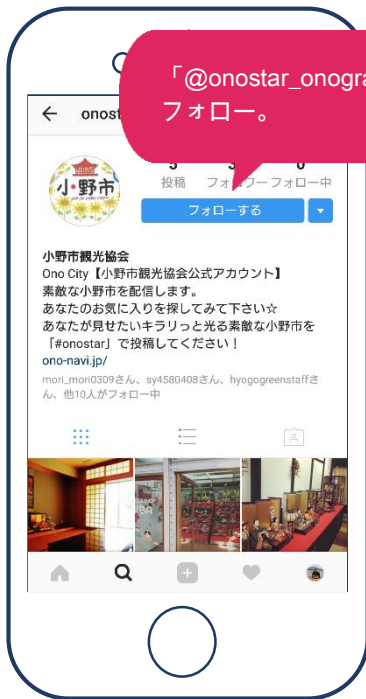 「@onostar_onogra
フォロー。
onost
5 3 0
投稿 フォロワー フォロー中
フォローする
小・野市
小野市観光協会
Ono City【小野市観光協会公式アカウント】
素敵な小野市を配信します。
あなたのお気に入りを探してみて下さい☆
あなたが見せたいキラリっと光る素敵な小野市を
「#onostar」で投稿してください！
ono-navi.jp/
mori_mori0309さん、sy4580408さん、hyogogreenstaffさ
ん、他10人がフォロー中